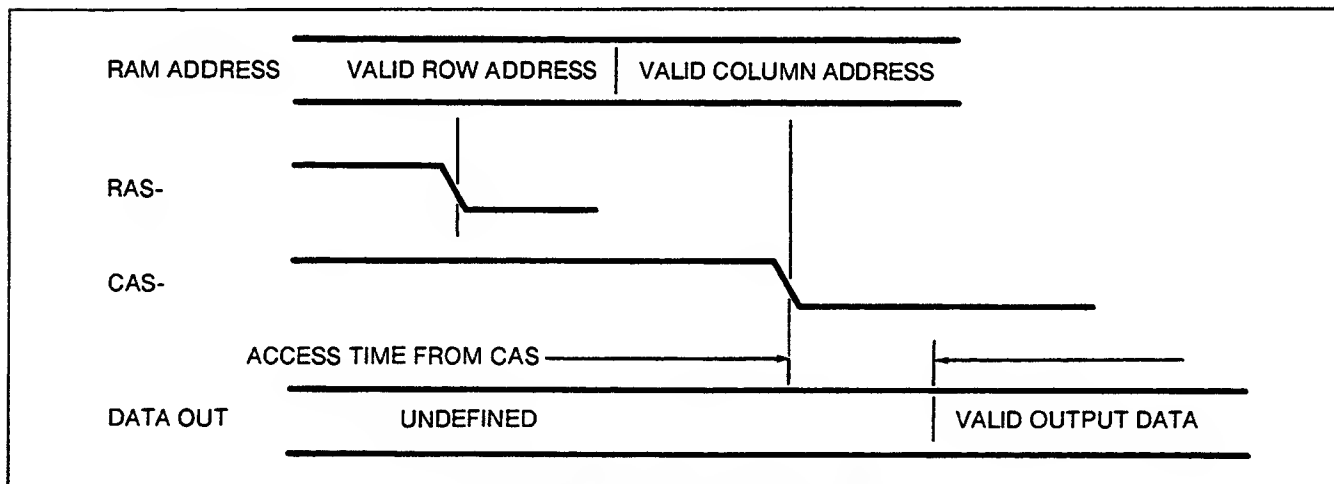 RAM ADDRESS VALID ROW ADDRESS VALID COLUMN ADDRESS
RAS-
CAS-
ACCESS TIME FROM CAS
DATA OUT UNDEFINED VALID OUTPUT DATA